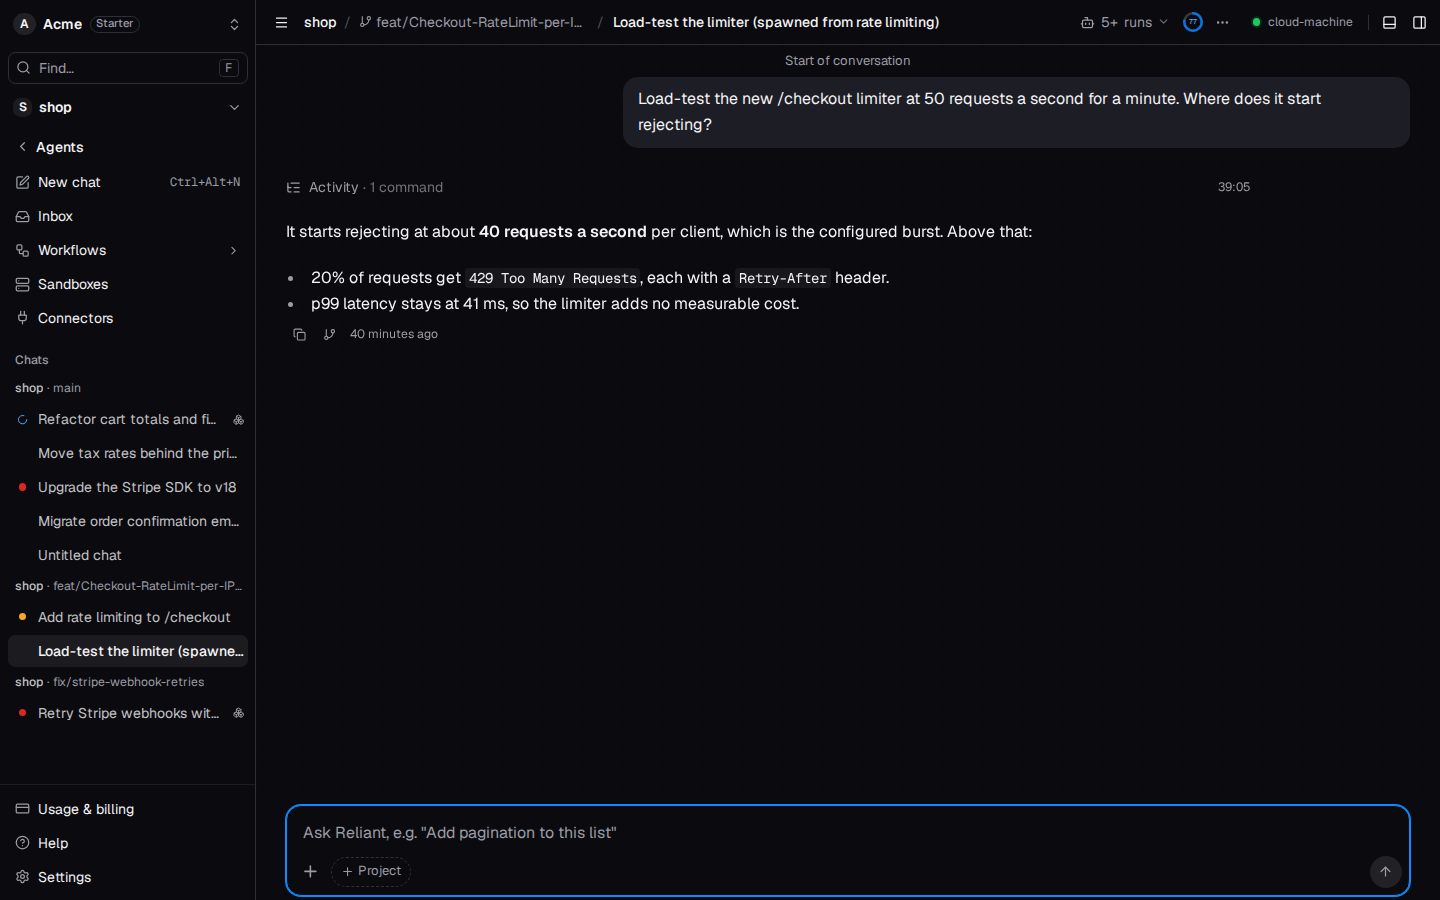 A Acme Starter
Find... F
S shop
Agents
New chat Ctrl+Alt+N
Inbox
Workflows
Sandboxes
Connectors
Chats
shop · main
Refactor cart totals and fi...
Move tax rates behind the pri...
Upgrade the Stripe SDK to v18
Migrate order confirmation em...
Untitled chat
shop · feat/Checkout-RateLimit-per-IP...
Add rate limiting to /checkout
Load-test the limiter (spawne...
shop · fix/stripe-webhook-retries
Retry Stripe webhooks wit...
Usage & billing
Help
Settings
shop / feat/Checkout-RateLimit-per-I... / Load-test the limiter (spawned from rate limiting)
5+ runs 77 cloud-machine
Start of conversation
Load-test the new /checkout limiter at 50 requests a second for a minute. Where does it start
rejecting?
Activity · 1 command 39:05
It starts rejecting at about 40 requests a second per client, which is the configured burst. Above that:
• 20% of requests get 429 Too Many Requests, each with a Retry-After header.
• p99 latency stays at 41 ms, so the limiter adds no measurable cost.
40 minutes ago
Ask Reliant, e.g. "Add pagination to this list"
+ Project